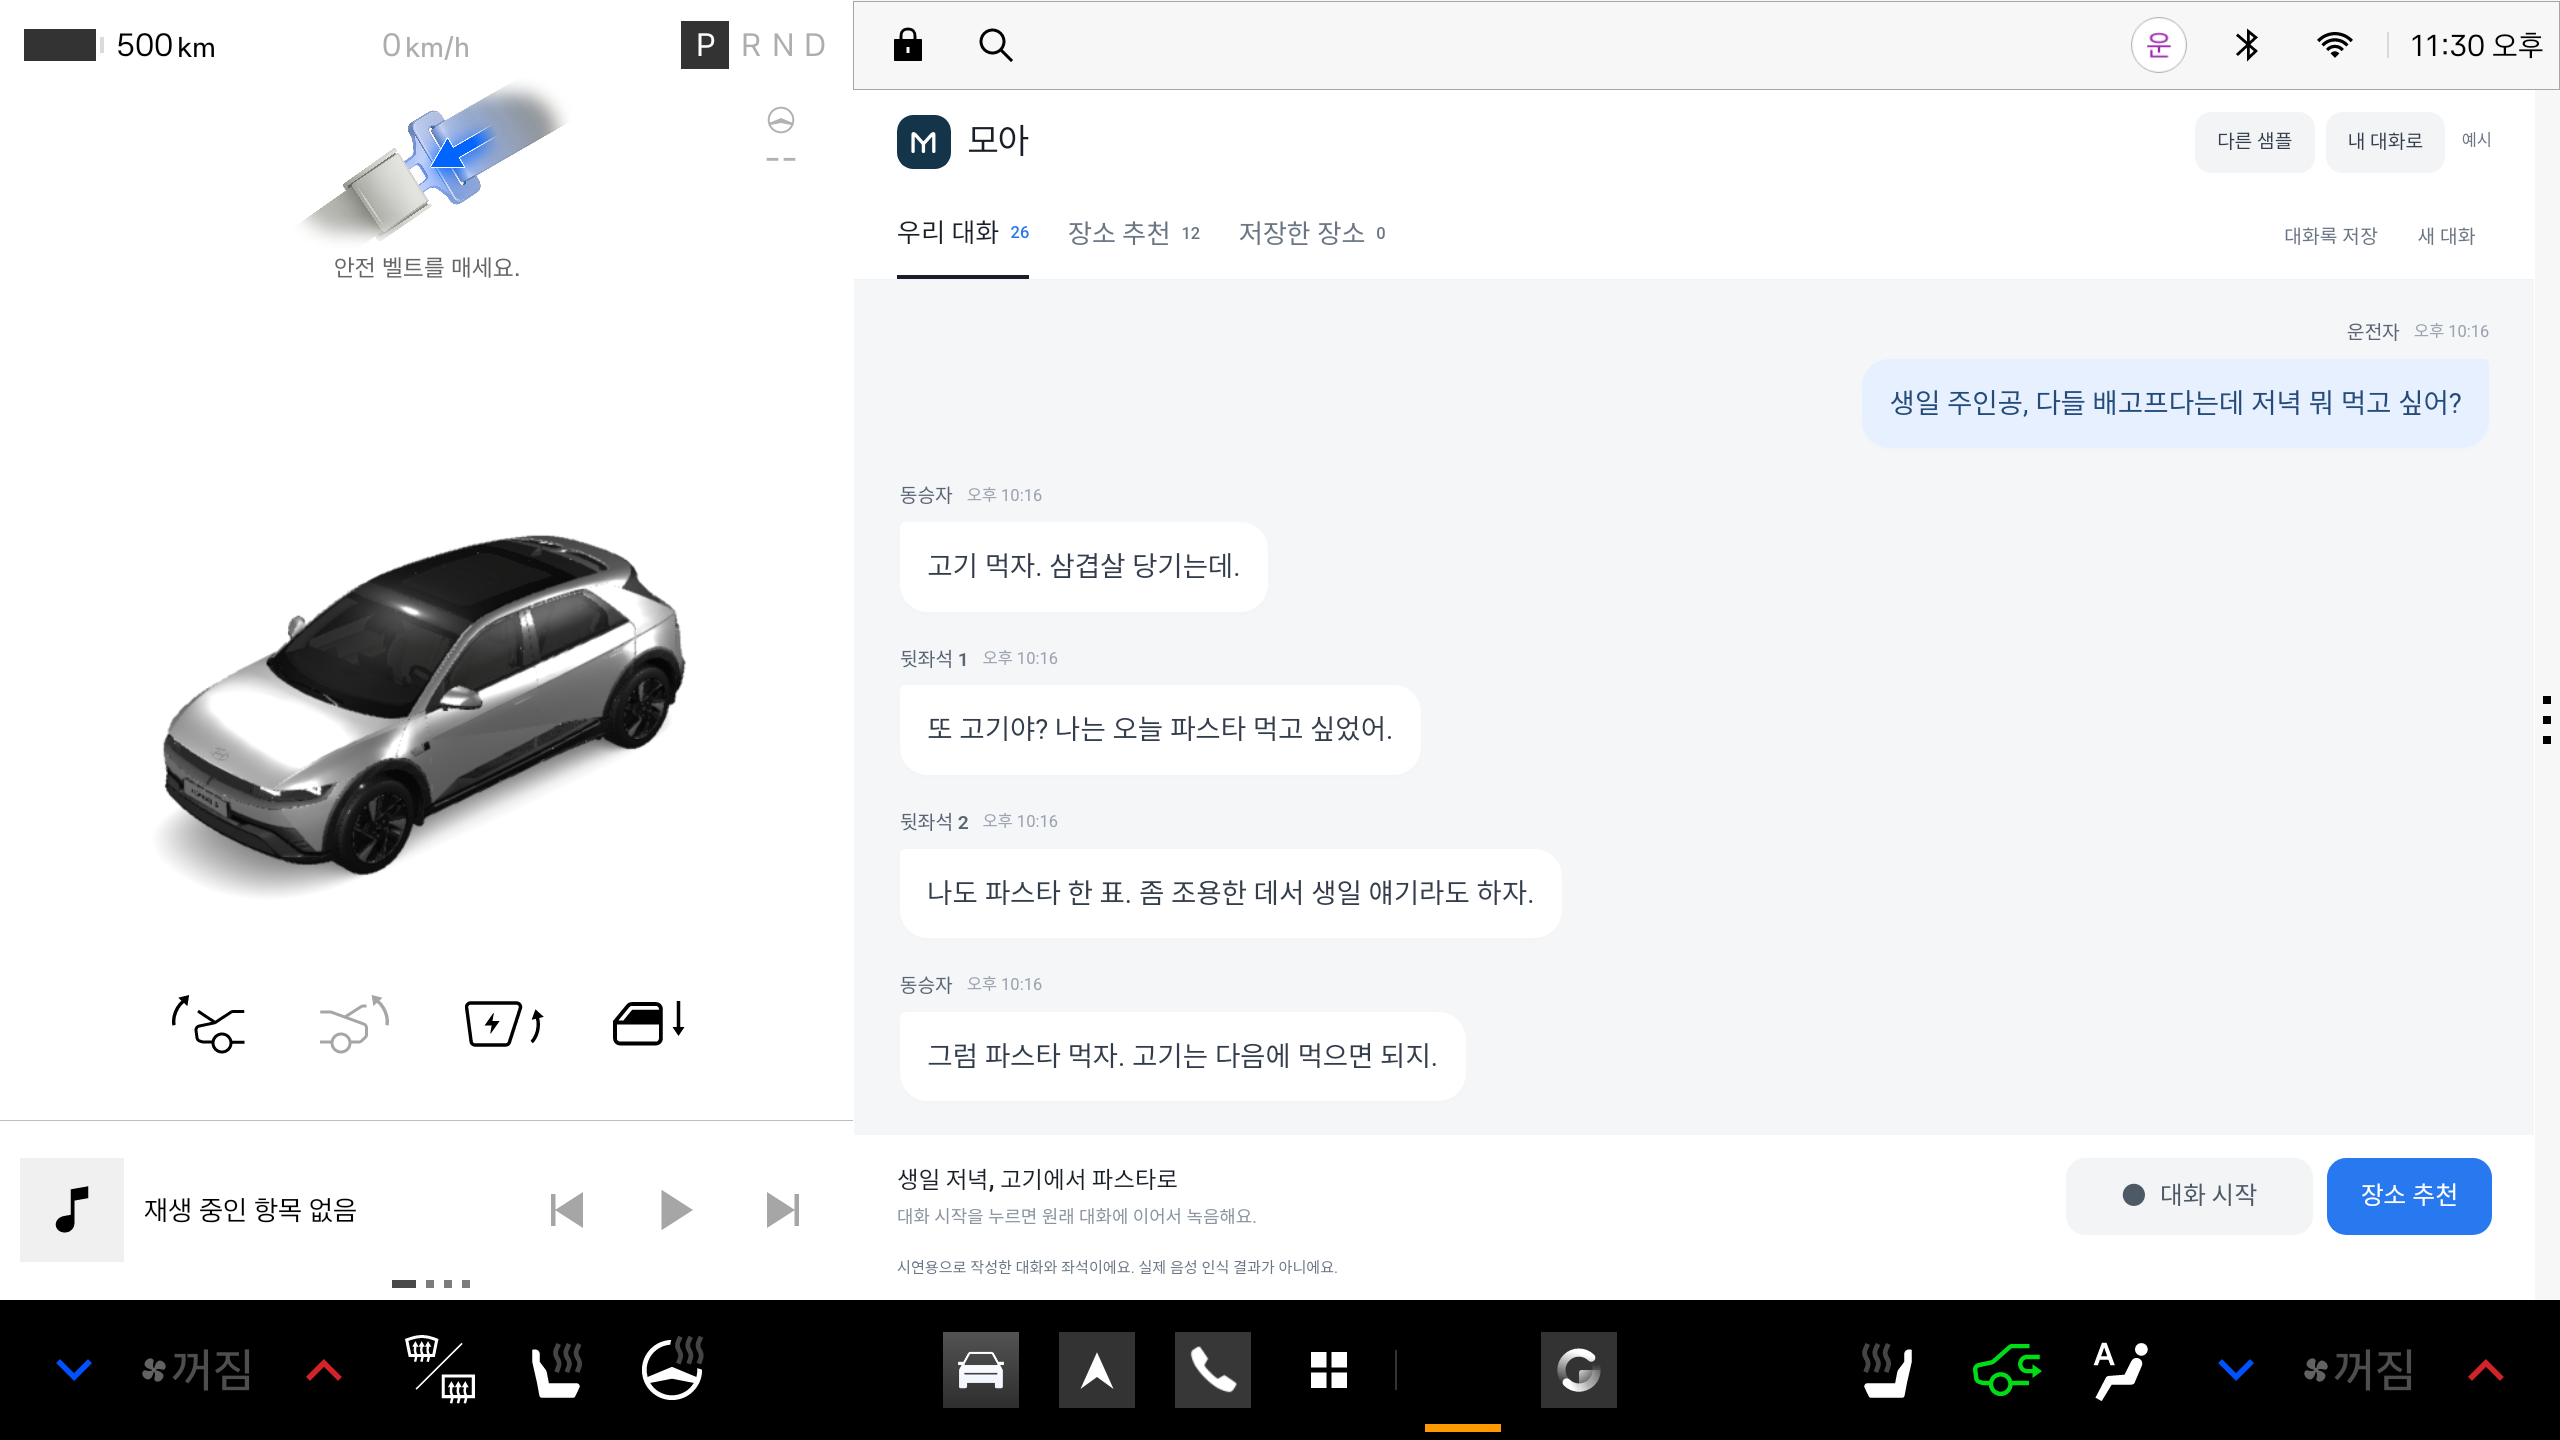 500 km
0 km/h
P R N D
안전 벨트를 매세요.
재생 중인 항목 없음
운
11:30 오후
모아
다른 샘플
내 대화로
예시
우리 대화 26
장소 추천 12
저장한 장소 0
대화록 저장
새 대화
운전자 오후 10:16
생일 주인공, 다들 배고프다는데 저녁 뭐 먹고 싶어?
동승자 오후 10:16
고기 먹자. 삼겹살 당기는데.
뒷좌석 1 오후 10:16
또 고기야? 나는 오늘 파스타 먹고 싶었어.
뒷좌석 2 오후 10:16
나도 파스타 한 표. 좀 조용한 데서 생일 얘기라도 하자.
동승자 오후 10:16
그럼 파스타 먹자. 고기는 다음에 먹으면 되지.
생일 저녁, 고기에서 파스타로
대화 시작을 누르면 원래 대화에 이어서 녹음해요.
시연용으로 작성한 대화와 좌석이에요. 실제 음성 인식 결과가 아니에요.
대화 시작
장소 추천
꺼짐
A
꺼짐